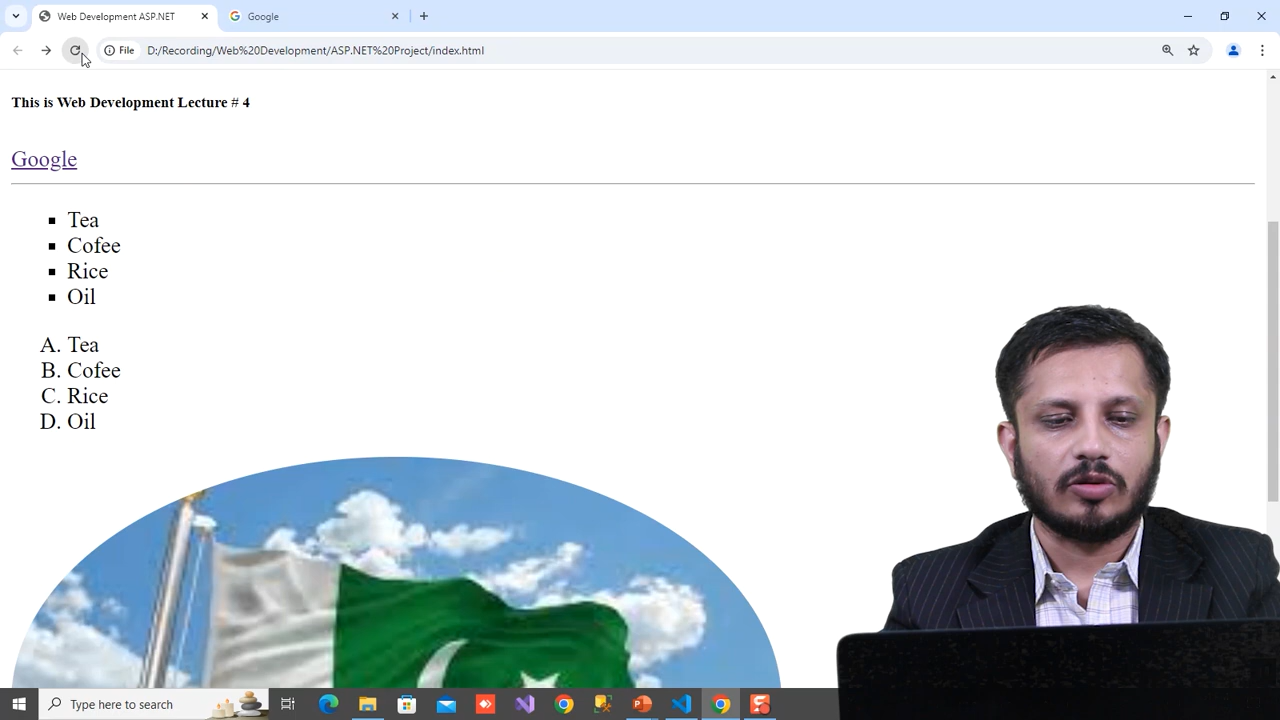 Web Development ASP.NET
Google
File
D:/Recording/Web%20Development/ASP.NET%20Project/index.html
This is Web Development Lecture # 4
Google
Tea
Cofee
Rice
Oil
A. Tea
B. Cofee
C. Rice
D. Oil
Type here to search